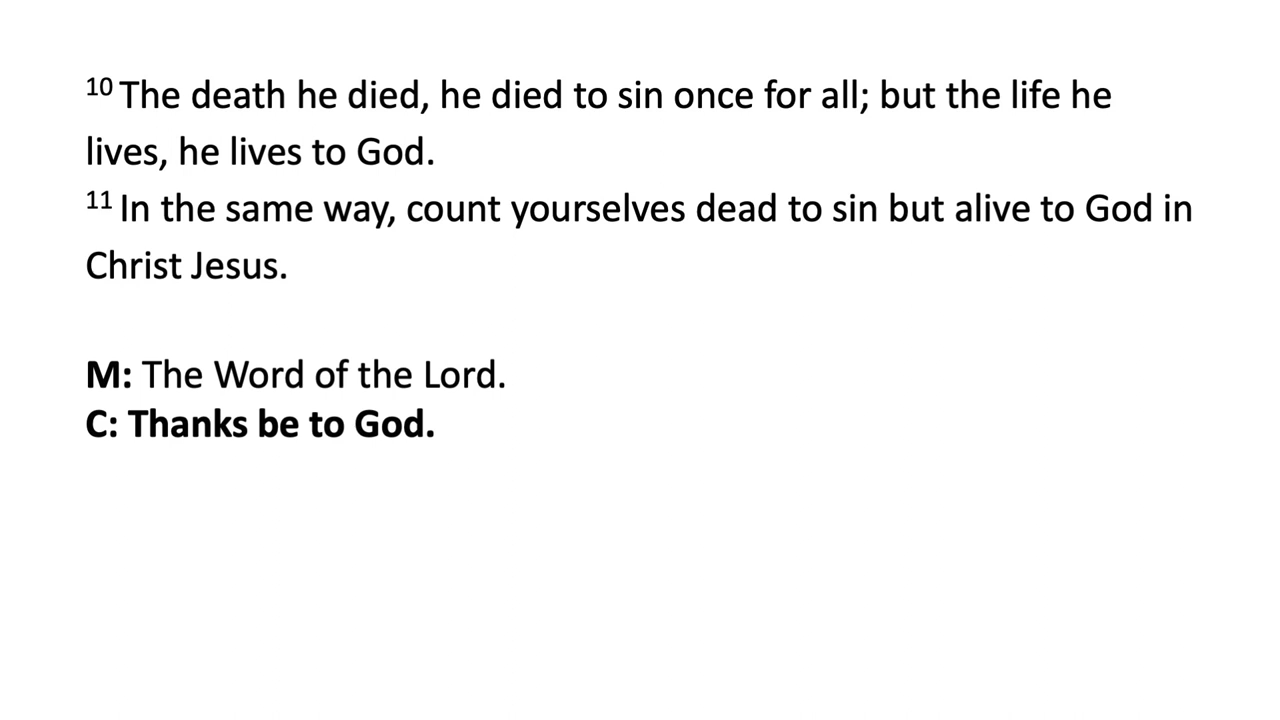 10 The death he died, he died to sin once for all; but the life he
lives, he lives to God.
11 In the same way, count yourselves dead to sin but alive to God in
Christ Jesus.
M: The Word of the Lord.
C: Thanks be to God.